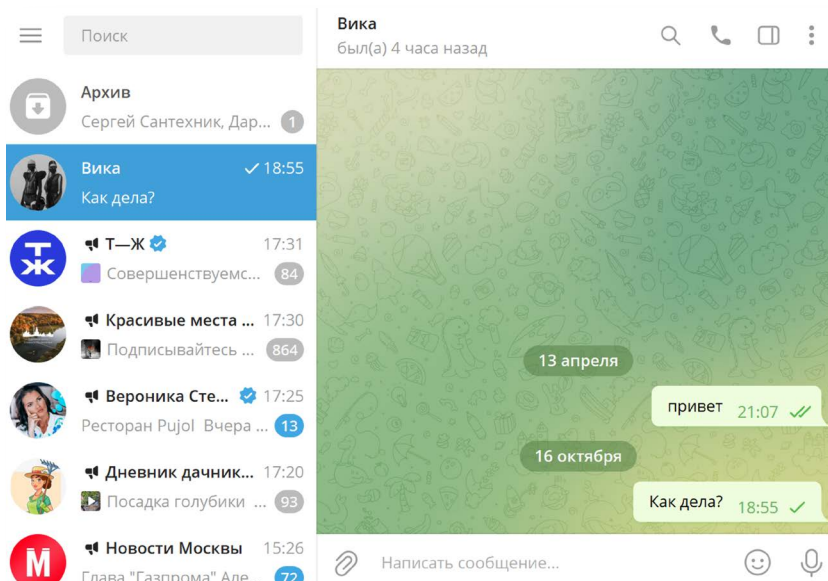 Поиск
Архив
Сергей Сантехник, Дар... 1
Вика 18:55
Как дела?
Т
Ж
Т—Ж 17:31
Совершенствуемс... 84
Красивые места ... 17:30
Подписывайтесь ... 864
Вероника Сте... 17:25
Ресторан Pujol Вчера ... 13
Дневник дачник... 17:20
Посадка голубики ... 93
М
Новости Москвы 15:26
Глава "Газпрома" Але... 72
Вика
был(а) 4 часа назад
13 апреля
привет 21:07
16 октября
Как дела? 18:55
Написать сообщение...